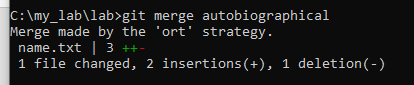 C:\my_lab\lab>git merge autobiographical
Merge made by the 'ort' strategy.
 name.txt | 3 ++-
 1 file changed, 2 insertions(+), 1 deletion(-)